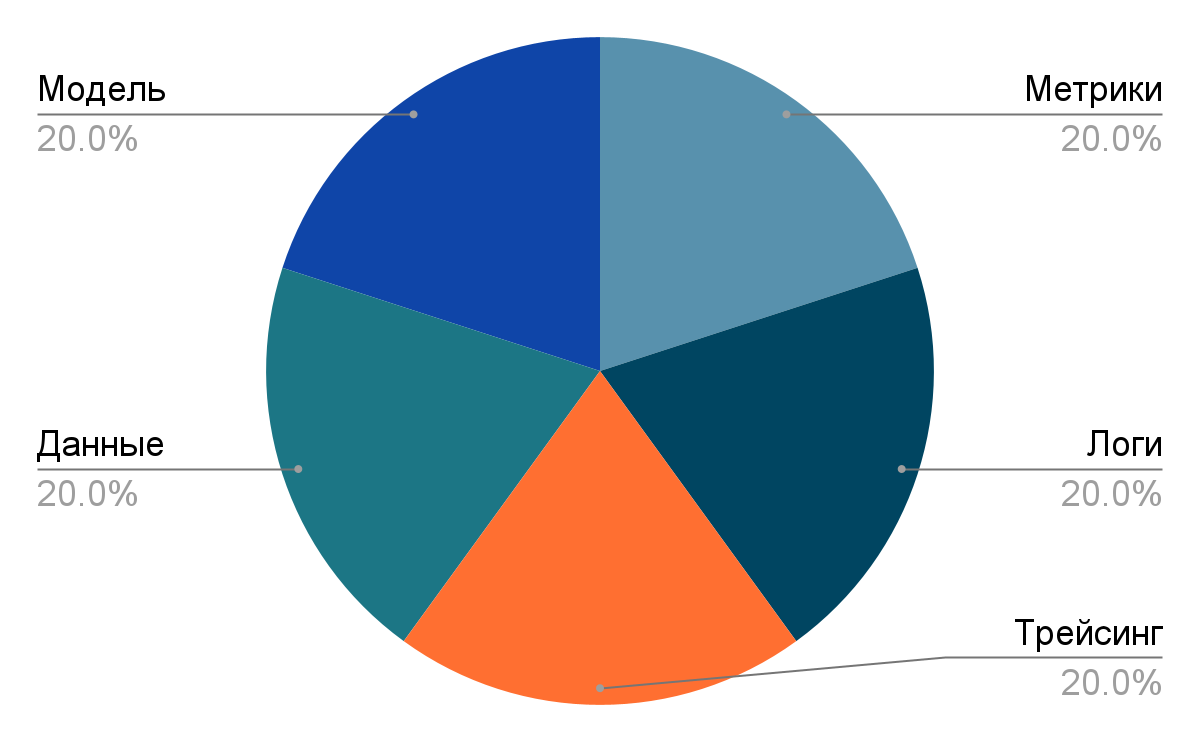 Модель
20.0%
Метрики
20.0%
Данные
20.0%
Логи
20.0%
Трейсинг
20.0%